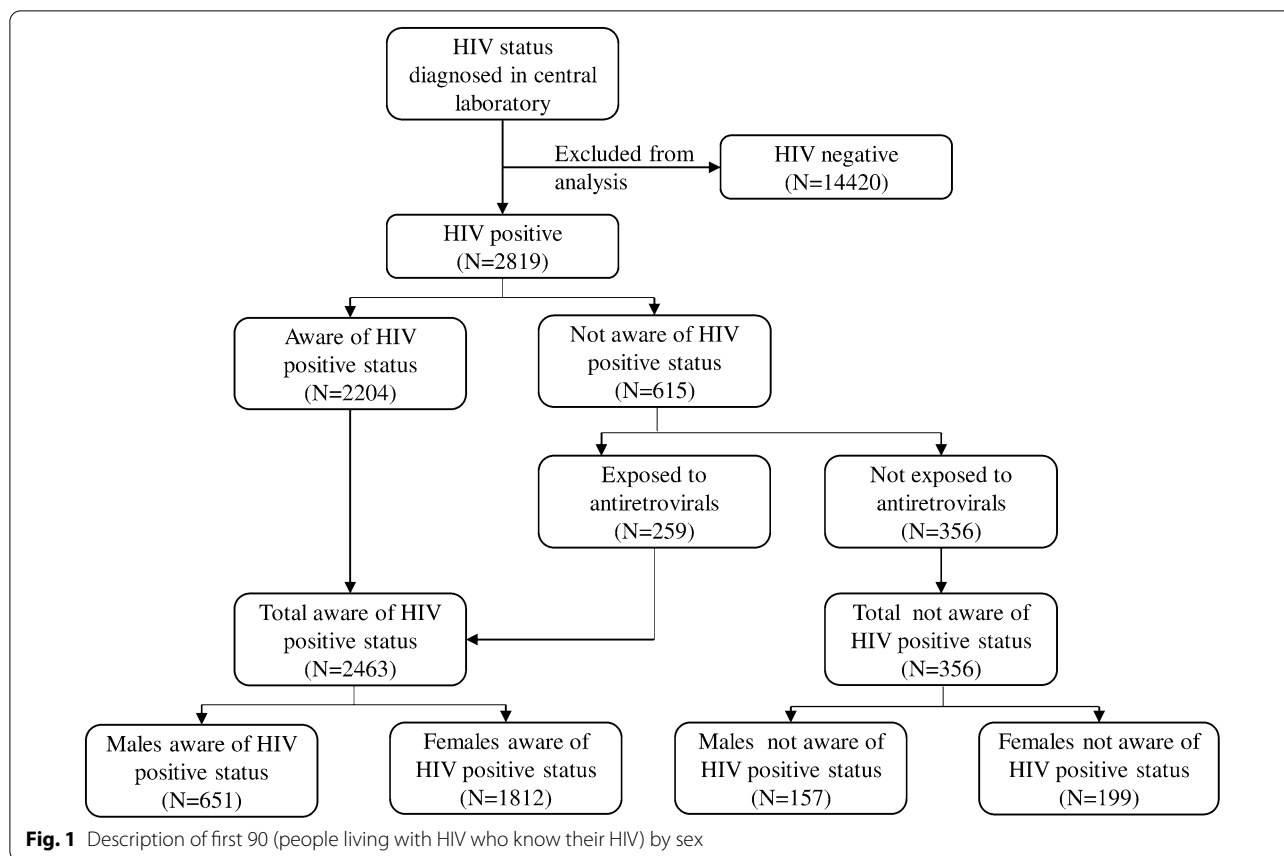 HIV status
diagnosed in central
laboratory
Excluded from
analysis
HIV negative
(N=14420)
HIV positive
(N=2819)
Aware of HIV
positive status
(N=2204)
Not aware of HIV
positive status
(N=615)
Exposed to
antiretrovirals
(N=259)
Not exposed to
antiretrovirals
(N=356)
Total aware of HIV
positive status
(N=2463)
Total not aware of
HIV positive status
(N=356)
Males aware of HIV
positive status
(N=651)
Females aware of
HIV positive status
(N=1812)
Males not aware of
HIV positive status
(N=157)
Females not aware of
HIV positive status
(N=199)
Fig. 1 Description of first 90 (people living with HIV who know their HIV) by sex